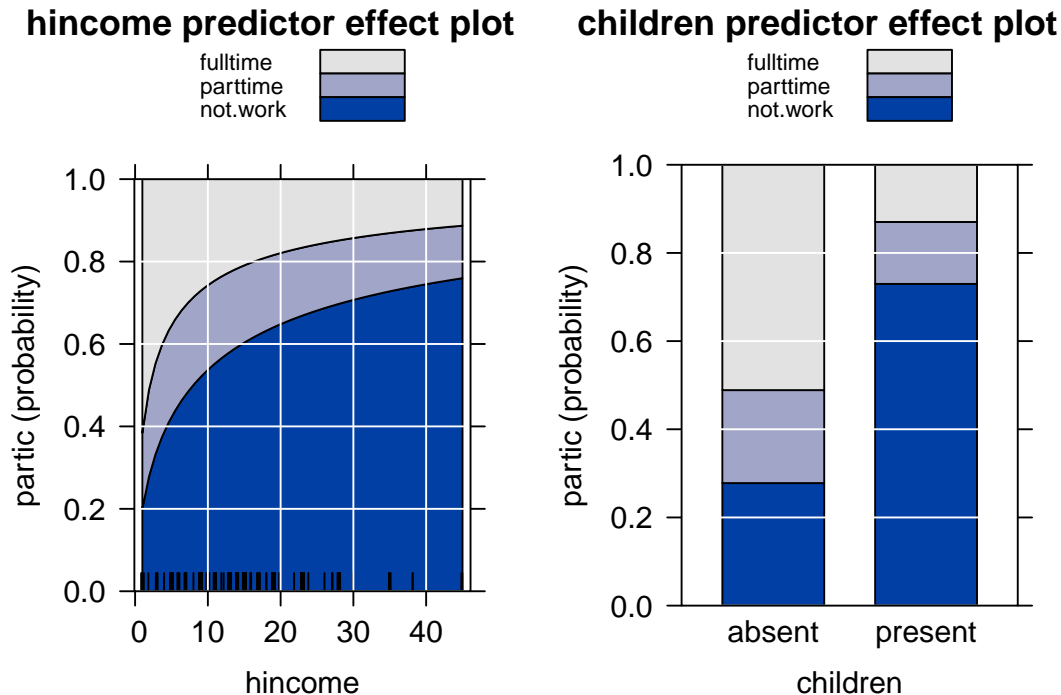 hincome predictor effect plot
fulltime
parttime
not.work
1.0
0.8
0.6
0.4
0.2
0.0
partic (probability)
0 10 20 30 40
hincome
children predictor effect plot
fulltime
parttime
not.work
1.0
0.8
0.6
0.4
0.2
0.0
partic (probability)
absent present
children